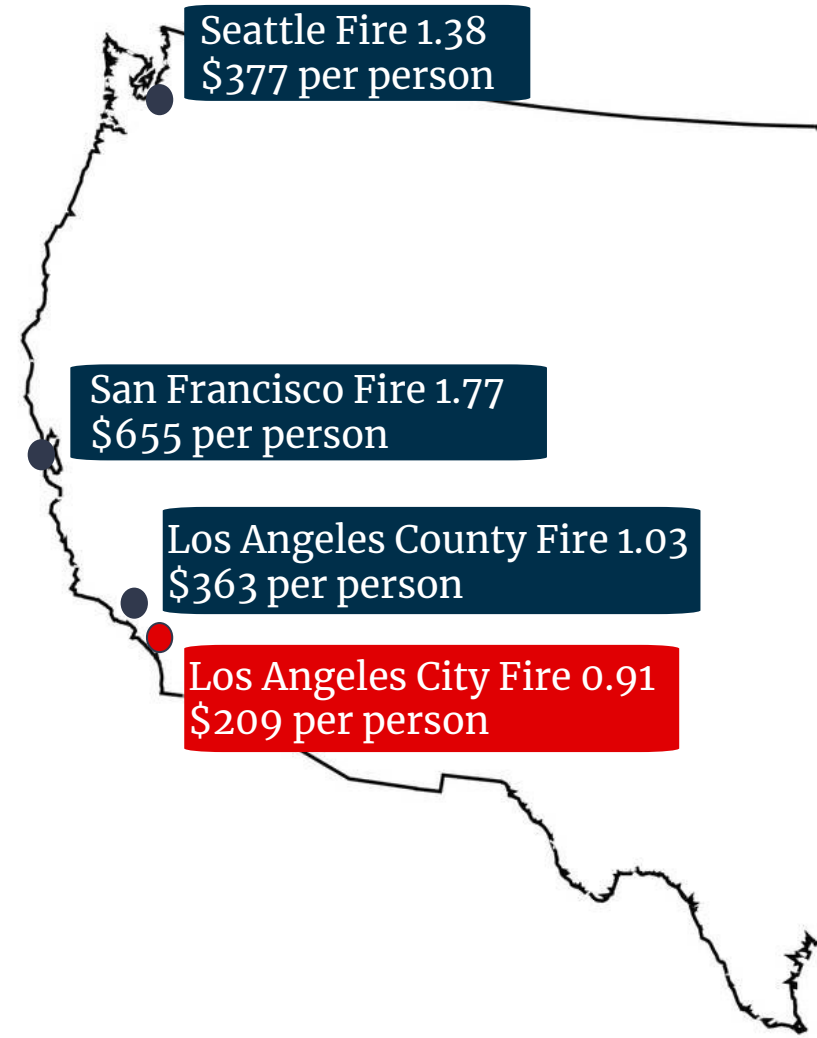 Seattle Fire 1.38
$377 per person
San Francisco Fire 1.77
$655 per person
Los Angeles County Fire 1.03
$363 per person
Los Angeles City Fire 0.91
$209 per person